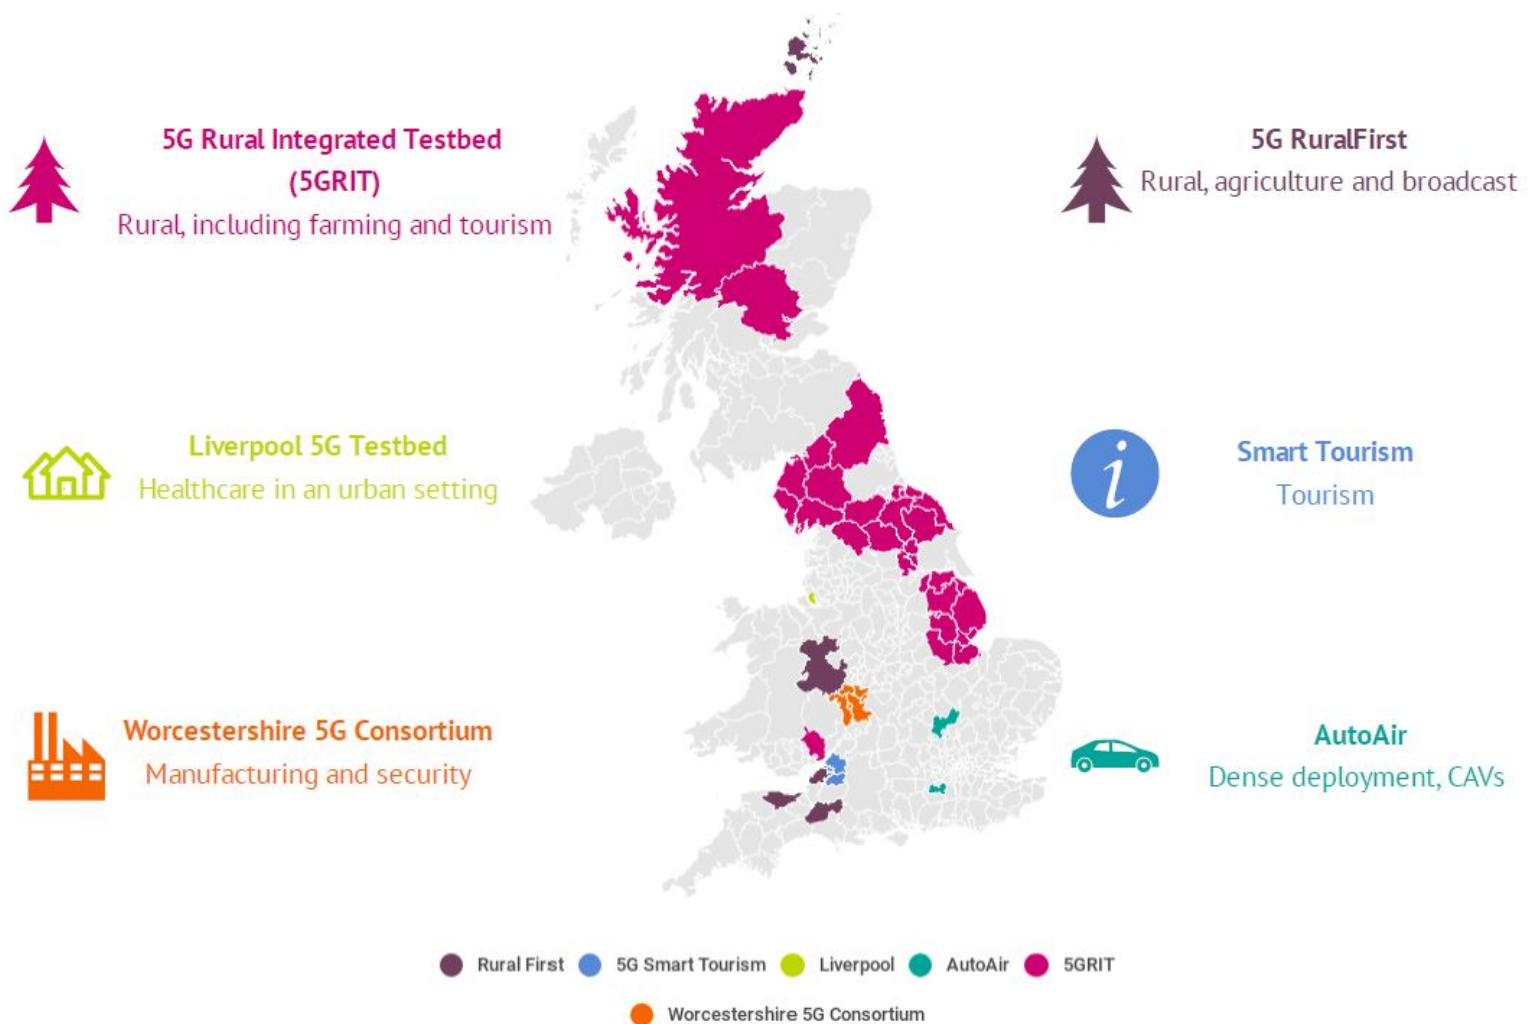 5G Rural Integrated Testbed
(5GRIT)
Rural, including farming and tourism
5G RuralFirst
Rural, agriculture and broadcast
Liverpool 5G Testbed
Healthcare in an urban setting
i
Smart Tourism
Tourism
Worcestershire 5G Consortium
Manufacturing and security
AutoAir
Dense deployment, CAVs
Rural First
5G Smart Tourism
Liverpool
AutoAir
5GRIT
Worcestershire 5G Consortium